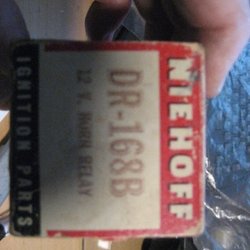 NIEHOFF
DR-168B
12 V. HORN RELAY
IGNITION PARTS